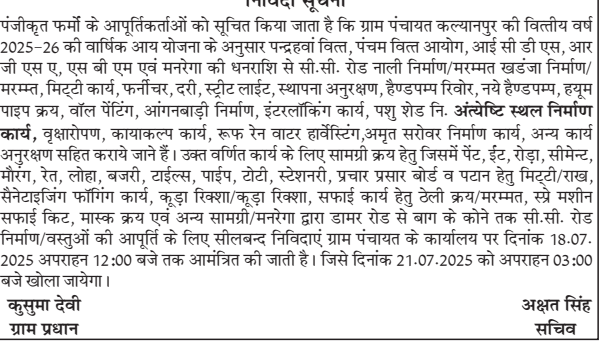 निविदा सूचना
पंजीकृत फर्मो के आपूर्तिकर्ताओं को सूचित किया जाता है कि ग्राम पंचायत कल्यानपुर की वित्तीय वर्ष
2025-26 की वार्षिक आय योजना के अनुसार पन्द्रहवां वित्त, पंचम वित्त आयोग, आई सी डी एस, आर
जी एस ए, एस बी एम एवं मनरेगा की धनराशि से सी.सी. रोड नाली निर्माण/मरम्मत खडंजा निर्माण/
मरम्म्त, मिट्टी कार्य, फर्नीचर, दरी, स्ट्रीट लाईट, स्थापना अनुरक्षण, हैण्डपम्प रिवोर, नये हैण्डपम्प, हयूम
पाइप क्रय, वॉल पेंटिंग, आंगनबाड़ी निर्माण, इंटरलॉकिंग कार्य, पशु शेड नि. अंत्येष्टि स्थल निर्माण
कार्य, वृक्षारोपण, कायाकल्प कार्य, रूफ रेन वाटर हार्वेस्टिंग,अमृत सरोवर निर्माण कार्य, अन्य कार्य
अनुरक्षण सहित कराये जाने हैं। उक्त वर्णित कार्य के लिए सामग्री क्रय हेतु जिसमें पेंट, ईंट, रोड़ा, सीमेन्ट,
मौरंग, रेत, लोहा, बजरी, टाईल्स, पाईप, टोटी, स्टेशनरी, प्रचार प्रसार बोर्ड व पटान हेतु मिट्टी/राख,
सैनेटाइजिंग फॉगिंग कार्य, कूड़ा रिक्शा/कूड़ा रिक्शा, सफाई कार्य हेतु ठेली क्रय/मरम्मत, स्प्रे मशीन
सफाई किट, मास्क क्रय एवं अन्य सामग्री/मनरेगा द्वारा डामर रोड से बाग के कोने तक सी.सी. रोड
निर्माण/वस्तुओं की आपूर्ति के लिए सीलबन्द निविदाएं ग्राम पंचायत के कार्यालय पर दिनांक 18.07.
2025 अपराहन 12:00 बजे तक आमंत्रित की जाती है। जिसे दिनांक 21.07.2025 को अपराहन 03:00
बजे खोला जायेगा।
कुसुमा देवी अक्षत सिंह
ग्राम प्रधान सचिव